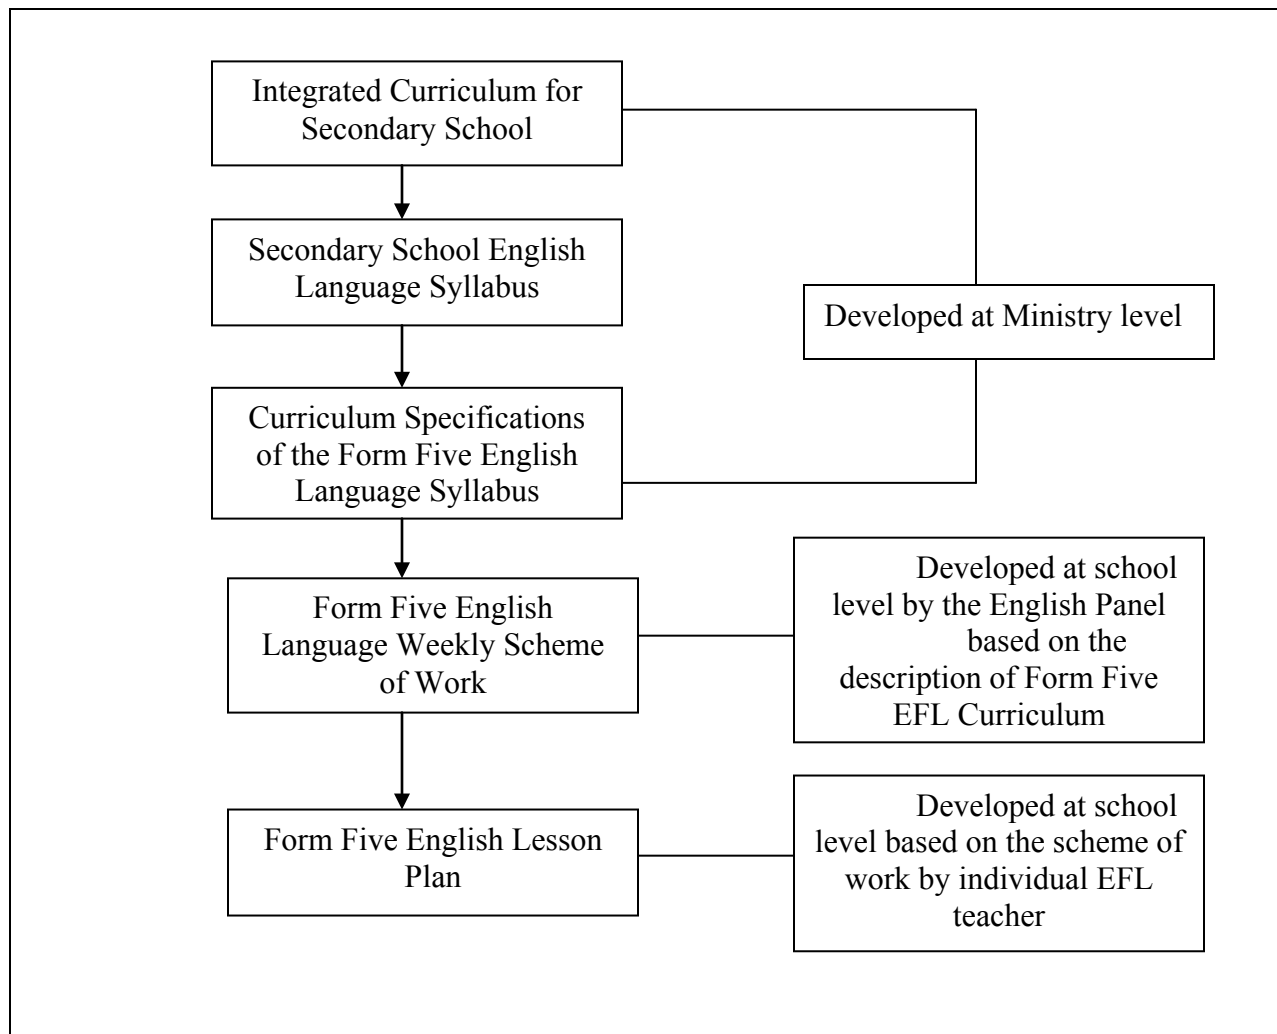 Integrated Curriculum for
Secondary School
Secondary School English
Language Syllabus
Developed at Ministry level
Curriculum Specifications
of the Form Five English
Language Syllabus
Form Five English
Language Weekly Scheme
of Work
Developed at school
level by the English Panel
based on the
description of Form Five
EFL Curriculum
Form Five English Lesson
Plan
Developed at school
level based on the scheme of
work by individual EFL
teacher